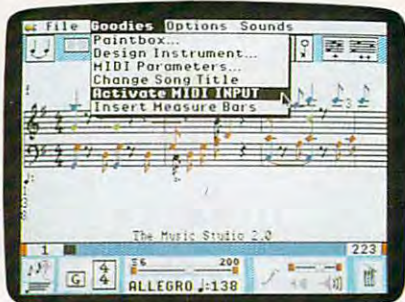 File Goodies Options Sounds
Paintbox...
Design Instrument...
MIDI Parameters...
Change Song Title
Activate MIDI INPUT
Insert Measure Bars
3
The Music Studio 2.0
1 223
G 4 4 200
ALLEGRO ♩:138